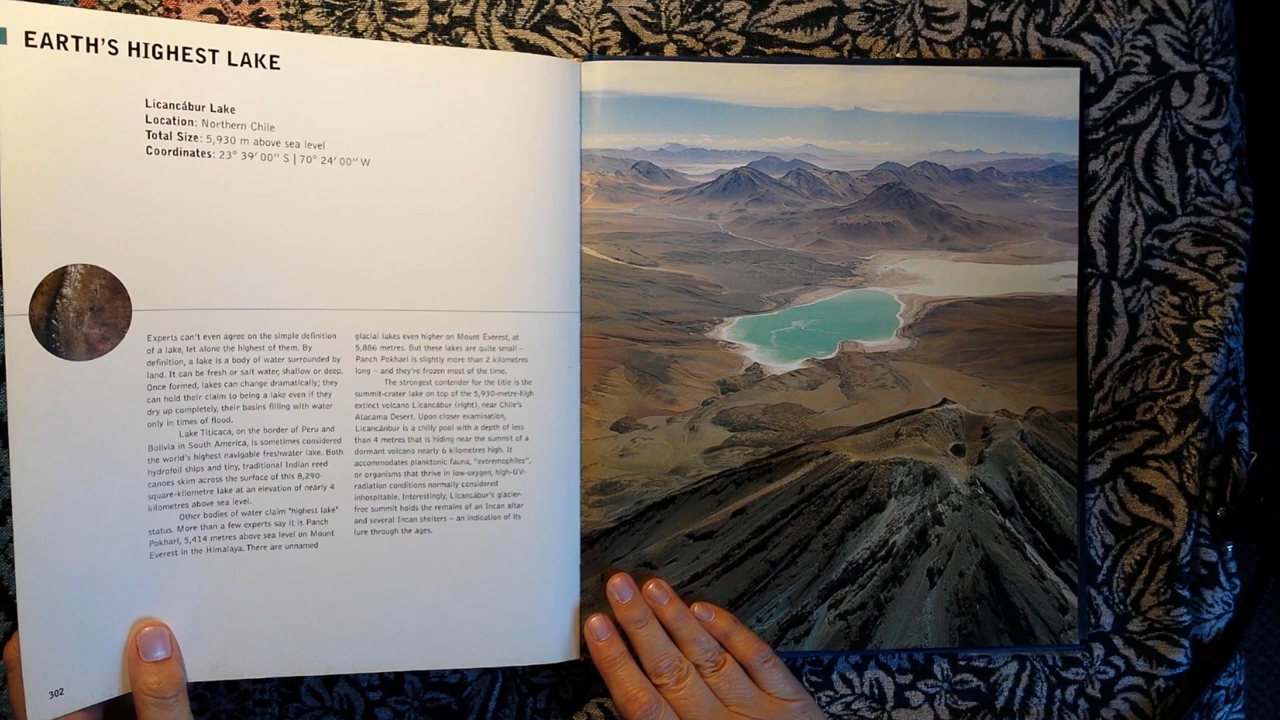 EARTH'S HIGHEST LAKE
Licancábur Lake
Location: Northern Chile
Total Size: 5,930 m above sea level
Coordinates: 23° 39' 00" S | 70° 24' 00" W
Experts can't even agree on the simple definition
of a lake, let alone the highest of them. By
definition, a lake is a body of water surrounded by
land. It can be fresh or salt water, shallow or deep.
Once formed, lakes can change dramatically; they
can hold their claim to being a lake even if they
dry up completely, their basins filling with water
only in times of flood.
Lake Titicaca, on the border of Peru and
Bolivia in South America, is sometimes considered
the world's highest navigable freshwater lake. Both
hydrofoil ships and tiny, traditional Indian reed
canoes skim across the surface of this 8,290-
square-kilometre lake at an elevation of nearly 4
kilometres above sea level.
Other bodies of water claim "highest lake"
status. More than a few experts say it is Panch
Pokhari, 5,414 metres above sea level on Mount
Everest in the Himalaya. There are unnamed
glacial lakes even higher on Mount Everest, at
5,886 metres. But these lakes are quite small –
Panch Pokhari is slightly more than 2 kilometres
long – and they're frozen most of the time.
The strongest contender for the title is the
summit-crater lake on top of the 5,930-metre-high
extinct volcano Licancábur (right), near Chile's
Atacama Desert. Upon closer examination,
Licancánbur is a chilly pool with a depth of less
than 4 metres that is hiding near the summit of a
dormant volcano nearly 6 kilometres high. It
accommodates planktonic fauna, "extremophiles",
or organisms that thrive in low-oxygen, high-UV-
radiation conditions normally considered
inhospitable. Interestingly, Licancábur's glacier-
free summit holds the remains of an Incan altar
and several Incan shelters – an indication of its
lure through the ages.
302